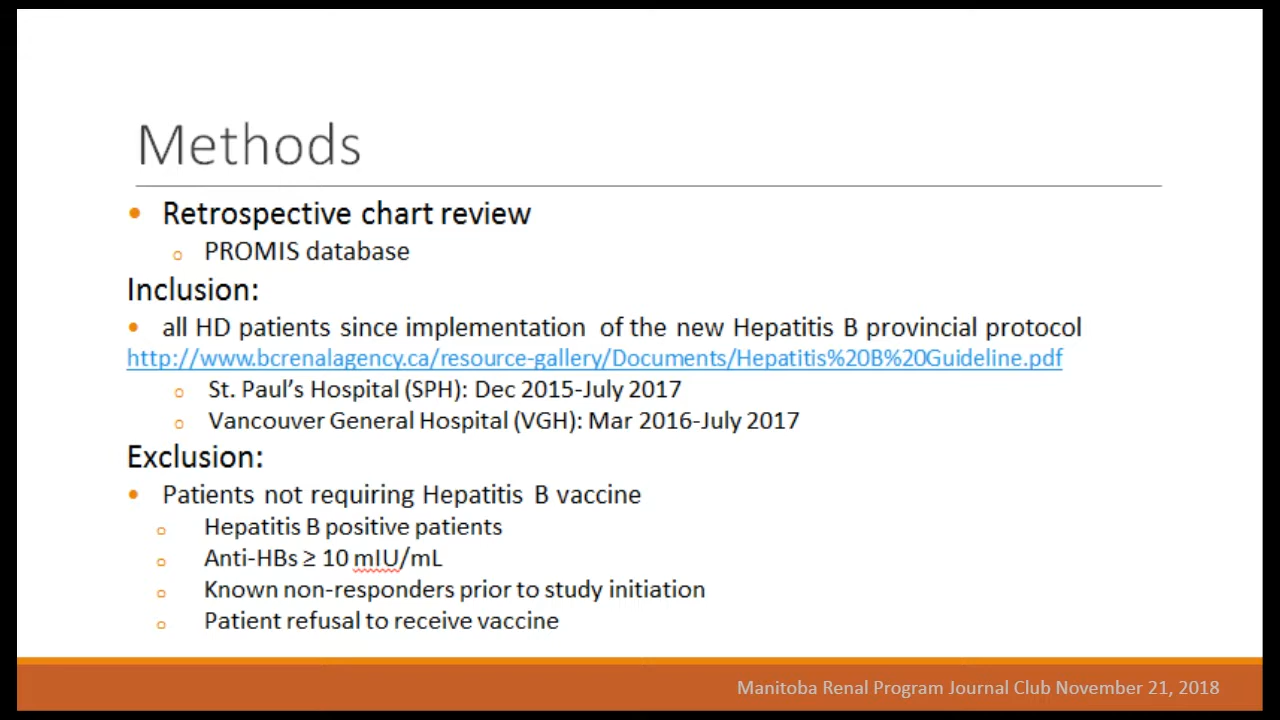 Methods
• Retrospective chart review
o PROMIS database
Inclusion:
• all HD patients since implementation of the new Hepatitis B provincial protocol
http://www.bcrenalagency.ca/resource-gallery/Documents/Hepatitis%20B%20Guideline.pdf
o St. Paul's Hospital (SPH): Dec 2015-July 2017
o Vancouver General Hospital (VGH): Mar 2016-July 2017
Exclusion:
• Patients not requiring Hepatitis B vaccine
o Hepatitis B positive patients
o Anti-HBs ≥ 10 mIU/mL
o Known non-responders prior to study initiation
o Patient refusal to receive vaccine
Manitoba Renal Program Journal Club November 21, 2018